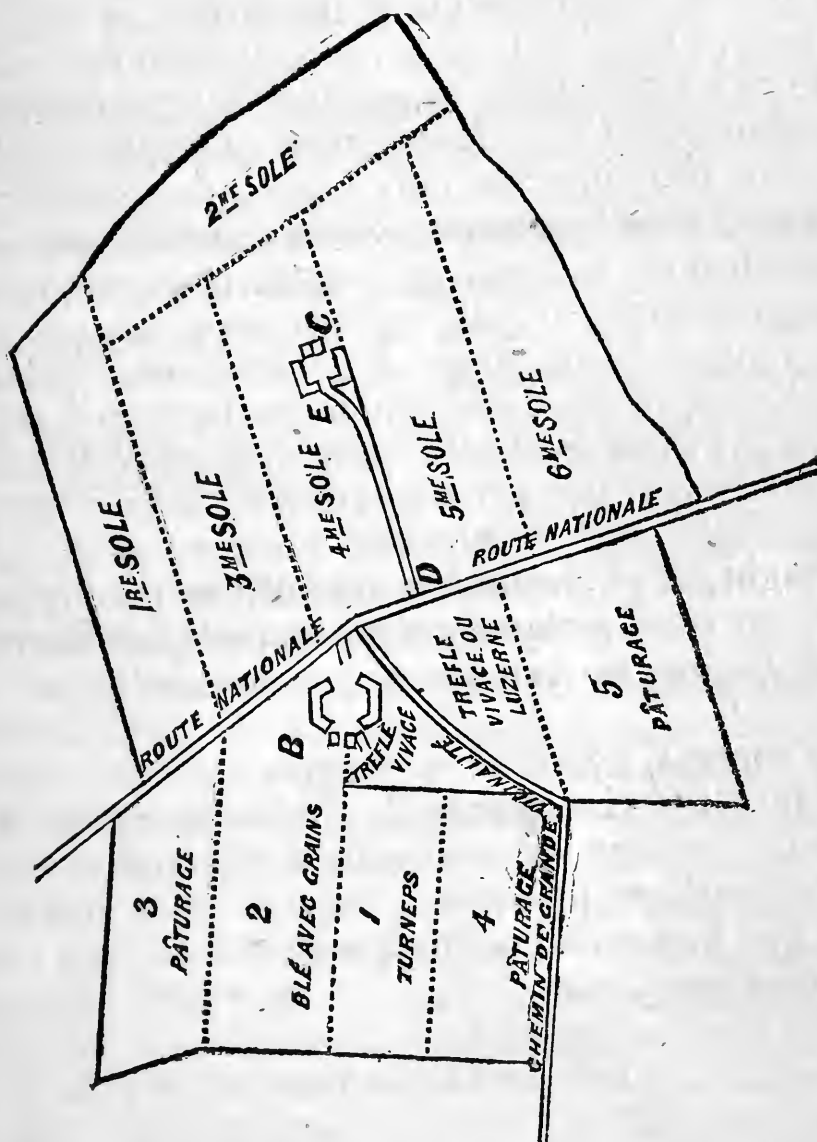 2ME SOLE
1RE SOLE
3ME SOLE
4ME SOLE
E
C
5ME SOLE
6ME SOLE
D
ROUTE NATIONALE
ROUTE NATIONALE
B
TREFLE
VIVACE
TREFLE
VIVACE OU
LUZERNE
5
PÂTURAGE
3
PÂTURAGE
2
BLÉ AVEC GRAINS
1
TURNEPS
4
PÂTURAGE
CHEMIN DE GRANDE